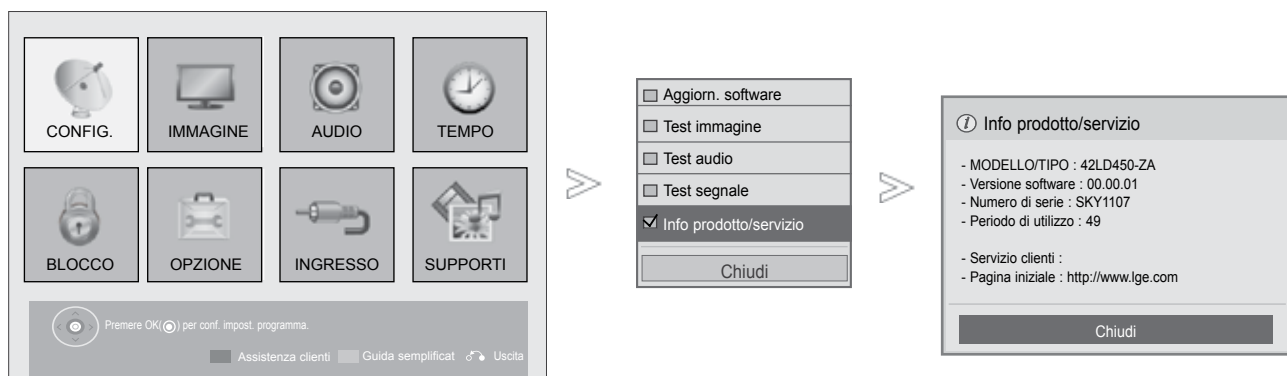 CONFIG.
IMMAGINE
AUDIO
TEMPO
BLOCCO
OPZIONE
INGRESSO
SUPPORTI
Premere OK(◉) per conf. impost. programma.
Assistenza clienti
Guida semplificat
Uscita
Aggiorn. software
Test immagine
Test audio
Test segnale
Info prodotto/servizio
Chiudi
Info prodotto/servizio
- MODELLO/TIPO : 42LD450-ZA
- Versione software : 00.00.01
- Numero di serie : SKY1107
- Periodo di utilizzo : 49
- Servizio clienti :
- Pagina iniziale : http://www.lge.com
Chiudi